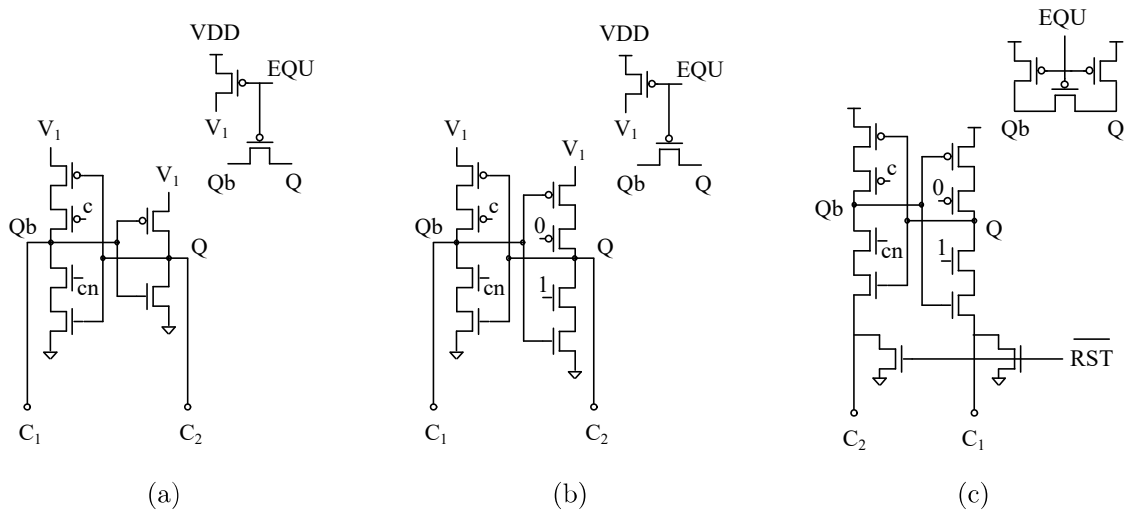 VDD
EQU
V₁
Qb
Q
V₁
V₁
c
Qb
Q
cn
C₁
C₂
(a)
VDD
EQU
V₁
Qb
Q
V₁
V₁
c
0
Qb
Q
cn
1
C₁
C₂
(b)
EQU
Qb
Q
c
0
Qb
Q
cn
1
RST
C₂
C₁
(c)